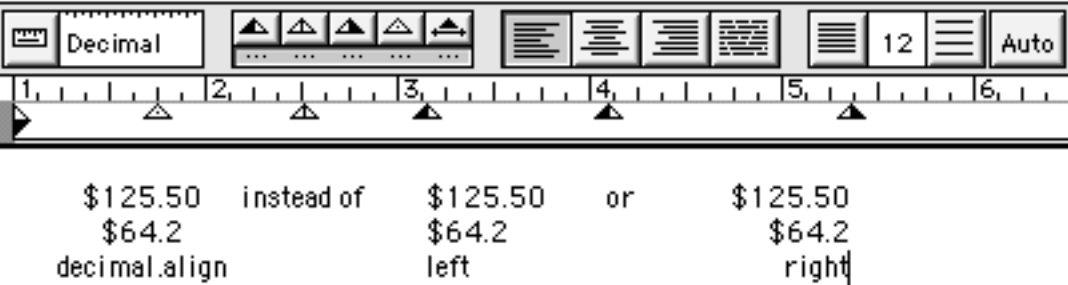 Decimal 12 Auto
1 2 3 4 5 6
$125.50 instead of $125.50 or $125.50
$64.2 $64.2 $64.2
decimal.align left right